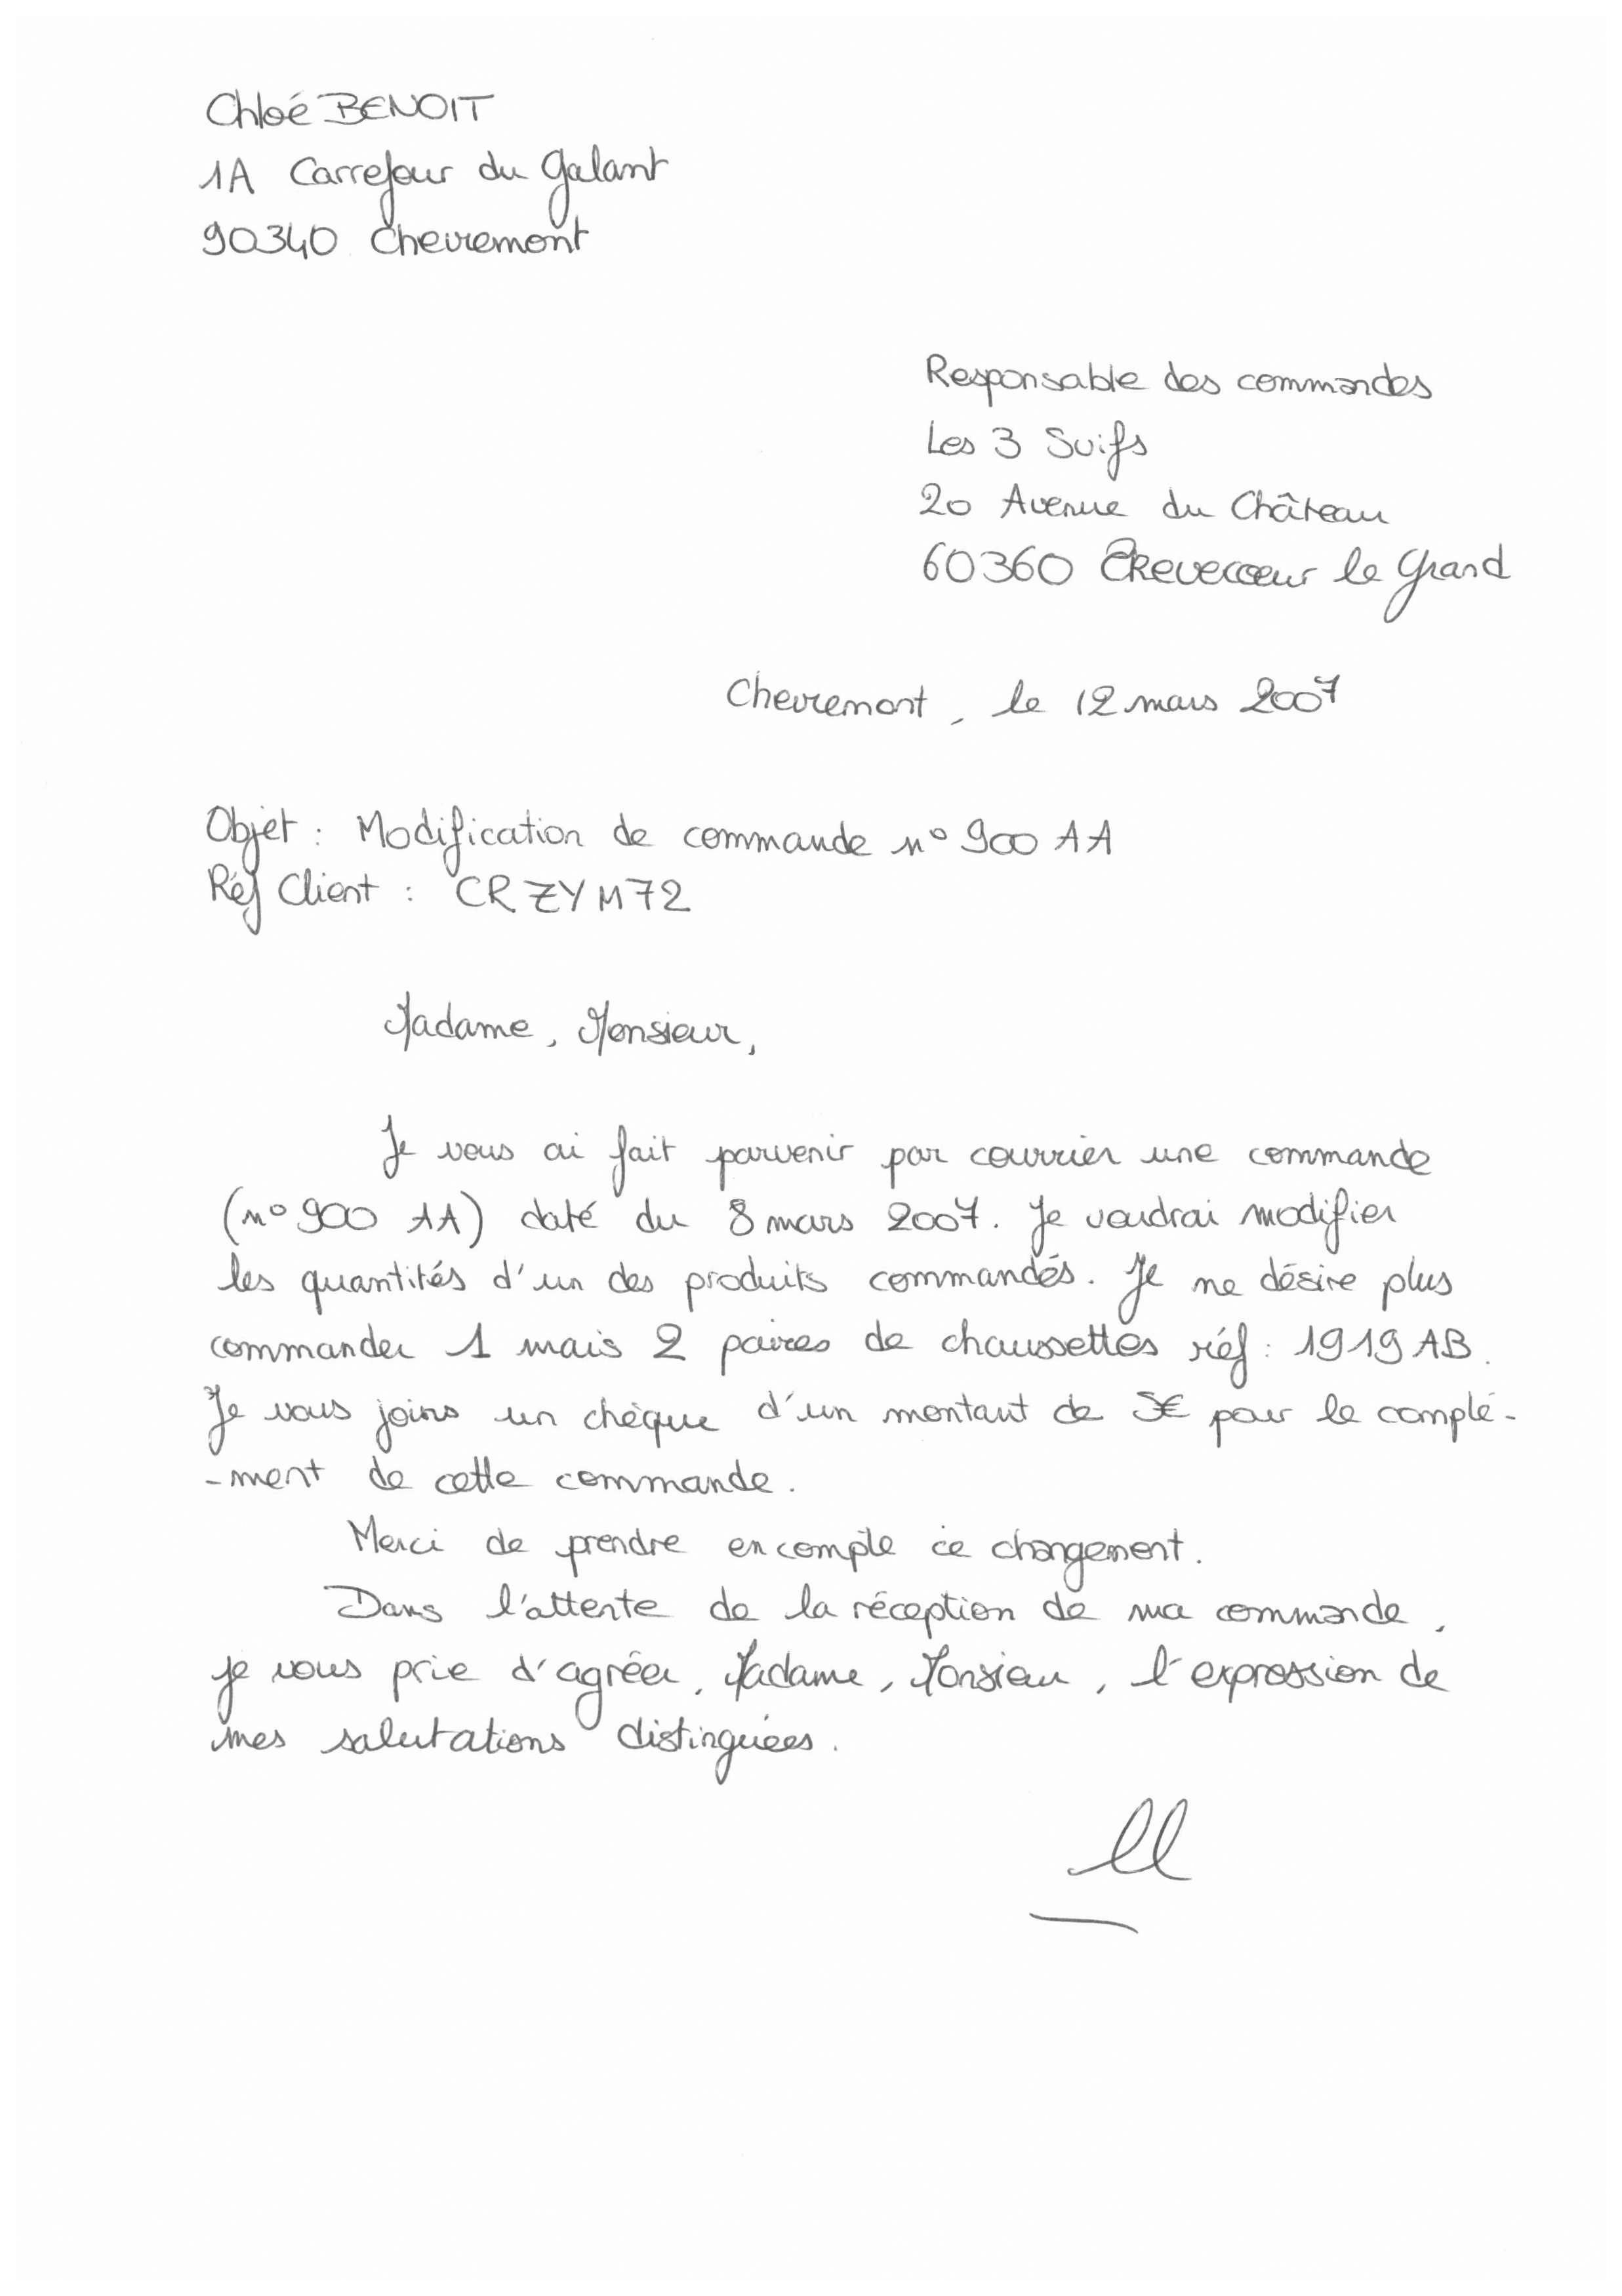 Chloé BENOIT
1A Carrefour du Galant
90340 Chevremont
Responsable des commandes
Les 3 Suifs
20 Avenue du Château
60360 Crevecoeur le Grand
Chevremont, le 12 mars 2007
Objet : Modification de commande n° 900 AA
Réf Client : CRZYM72
Madame, Monsieur,
Je vous ai fait parvenir par courrier une commande
(n° 900 AA) daté du 8 mars 2007. Je voudrai modifier
les quantités d'un des produits commandés. Je ne désire plus
commander 1 mais 2 paires de chaussettes réf : 1919 AB.
Je vous joins un chèque d'un montant de 5€ pour le complé-
-ment de cette commande.
Merci de prendre en compte ce changement.
Dans l'attente de la réception de ma commande,
je vous prie d'agréer, Madame, Monsieur, l'expression de
mes salutations distinguées.